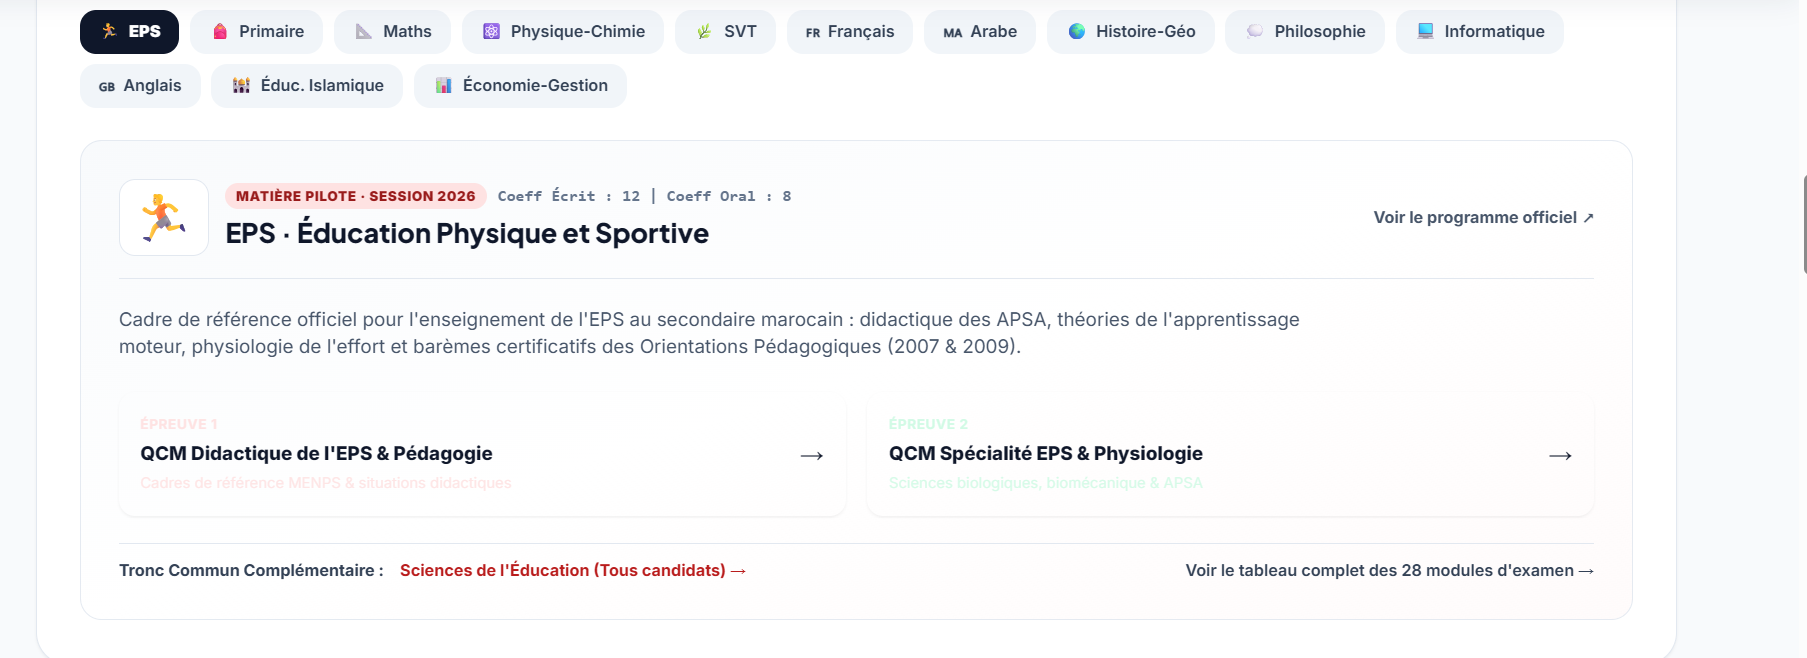 EPS Primaire Maths Physique-Chimie SVT FR Français MA Arabe Histoire-Géo Philosophie Informatique
GB Anglais Éduc. Islamique Économie-Gestion
MATIÈRE PILOTE · SESSION 2026 Coeff Écrit : 12 | Coeff Oral : 8
EPS · Éducation Physique et Sportive
Voir le programme officiel ↗
Cadre de référence officiel pour l'enseignement de l'EPS au secondaire marocain : didactique des APSA, théories de l'apprentissage
moteur, physiologie de l'effort et barèmes certificatifs des Orientations Pédagogiques (2007 & 2009).
ÉPREUVE 1
QCM Didactique de l'EPS & Pédagogie →
Cadres de référence MENPS & situations didactiques
ÉPREUVE 2
QCM Spécialité EPS & Physiologie →
Sciences biologiques, biomécanique & APSA
Tronc Commun Complémentaire : Sciences de l'Éducation (Tous candidats) →
Voir le tableau complet des 28 modules d'examen →